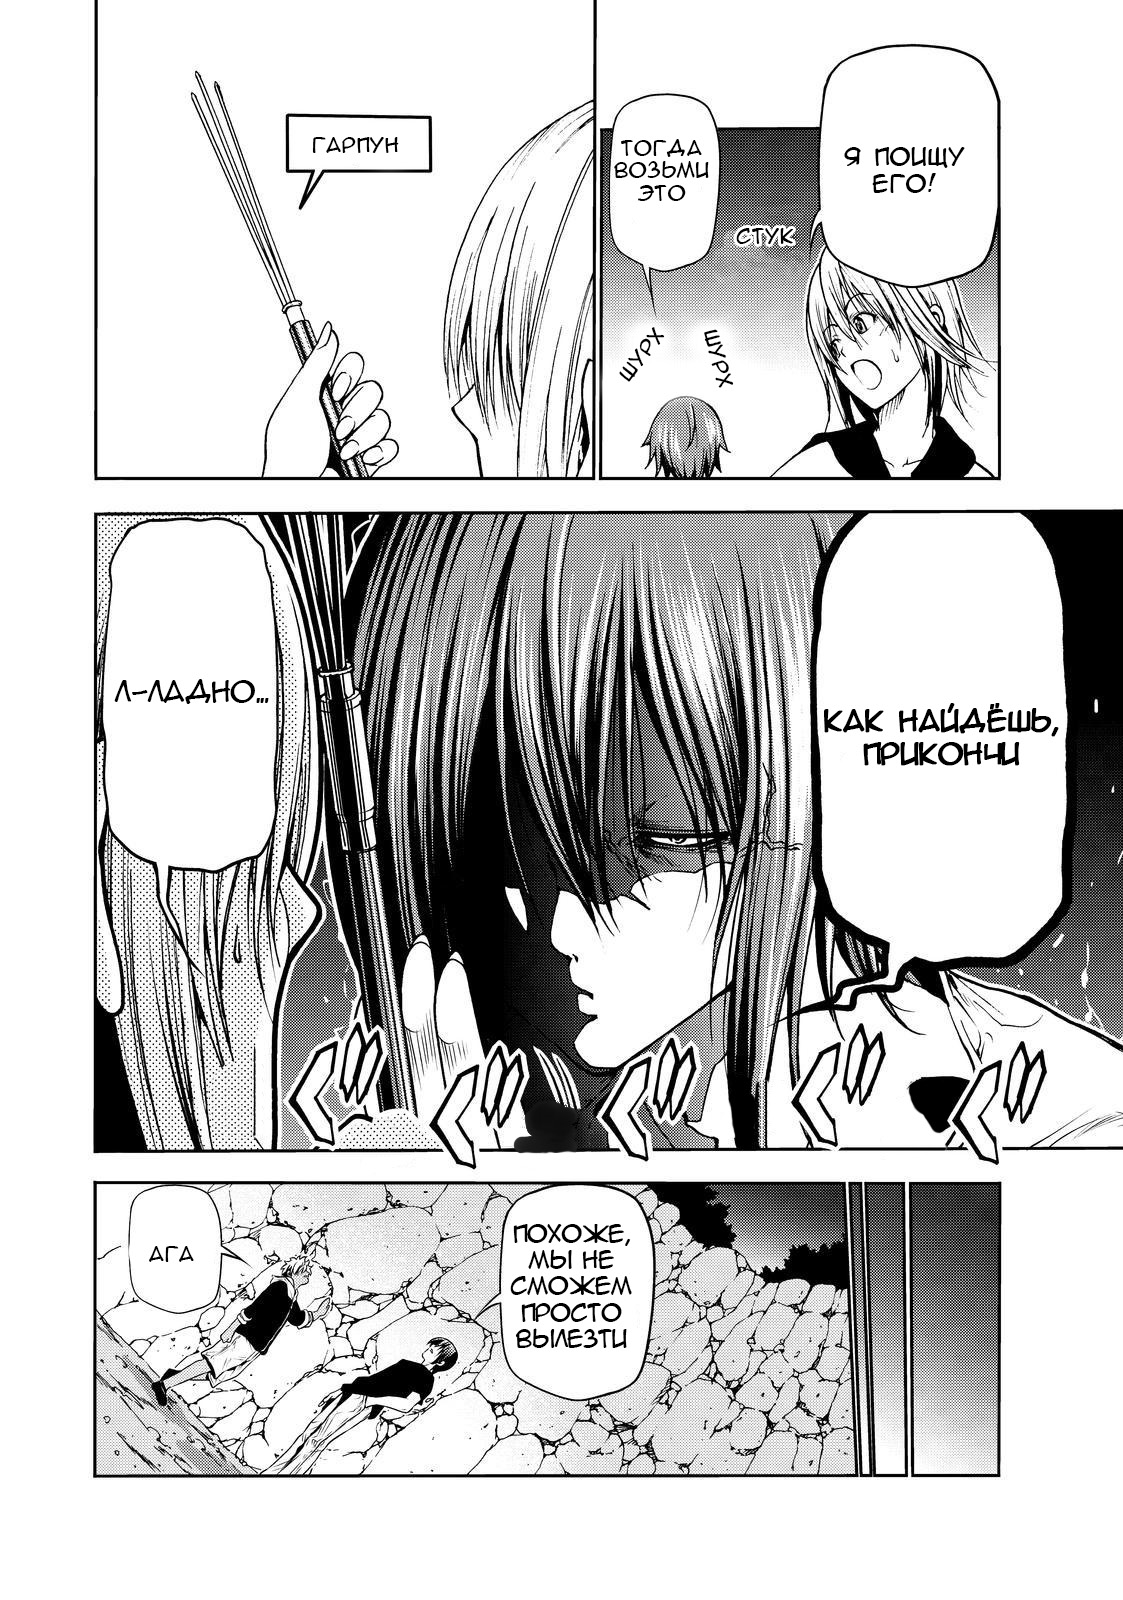 Я ПОИЩУ
ЕГО!
ТОГДА
ВОЗЬМИ
ЭТО
СТУК
ШУРХ
ШУРХ
ГАРПУН
КАК НАЙДЁШЬ,
ПРИКОНЧИ
Л-ЛАДНО...
ПОХОЖЕ,
МЫ НЕ
СМОЖЕМ
ПРОСТО
ВЫЛЕЗТИ
АГА